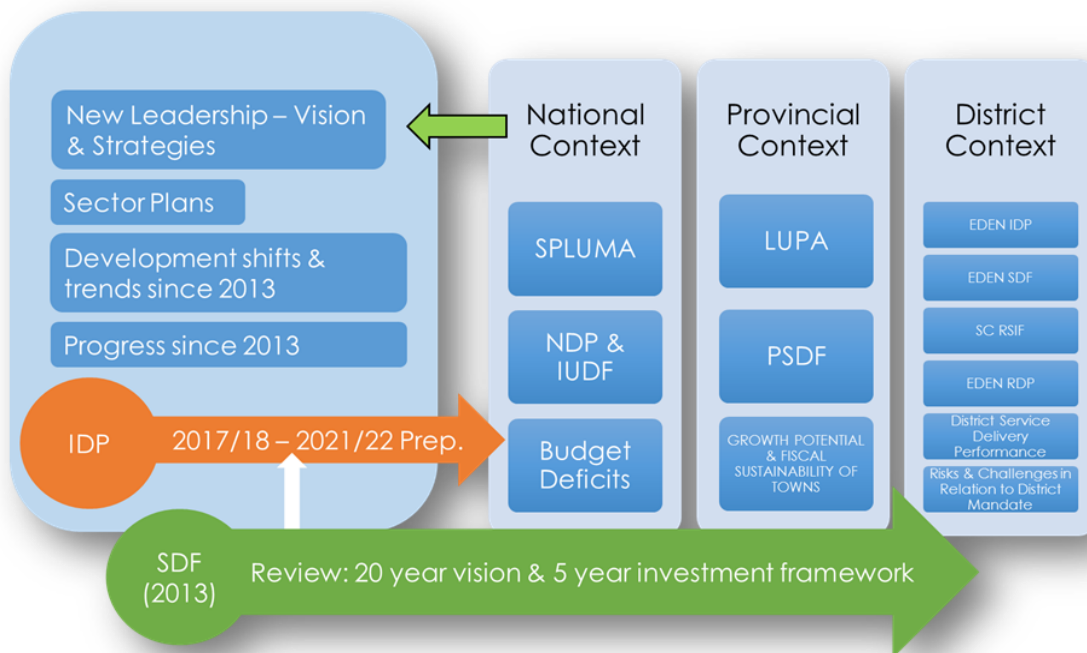 New Leadership – Vision
& Strategies
Sector Plans
Development shifts &
trends since 2013
Progress since 2013
IDP
2017/18 – 2021/22 Prep.
SDF
(2013)
Review: 20 year vision & 5 year investment framework
National
Context
SPLUMA
NDP &
IUDF
Budget
Deficits
Provincial
Context
LUPA
PSDF
GROWTH POTENTIAL
& FISCAL
SUSTAINABILITY OF
TOWNS
District
Context
EDEN IDP
EDEN SDF
SC RSIF
EDEN RDP
District Service
Delivery
Performance
Risks & Challenges in
Relation to District
Mandate